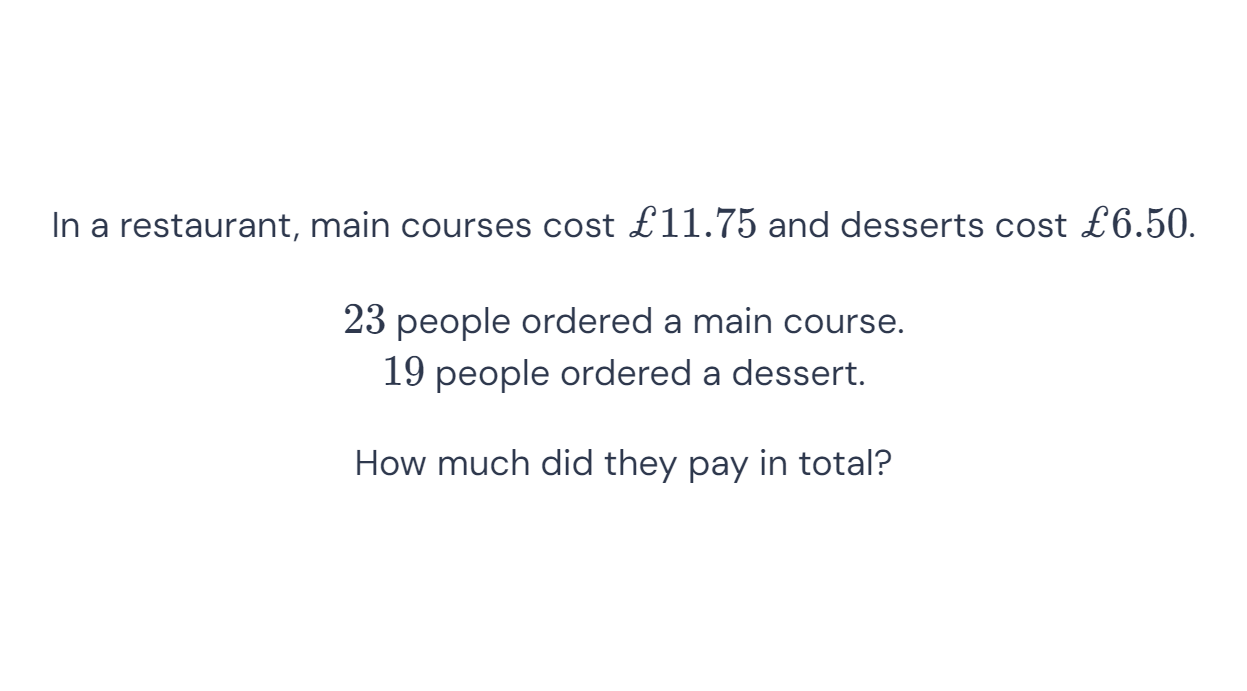 In a restaurant, main courses cost £11.75 and desserts cost £6.50.
23 people ordered a main course.
19 people ordered a dessert.
How much did they pay in total?